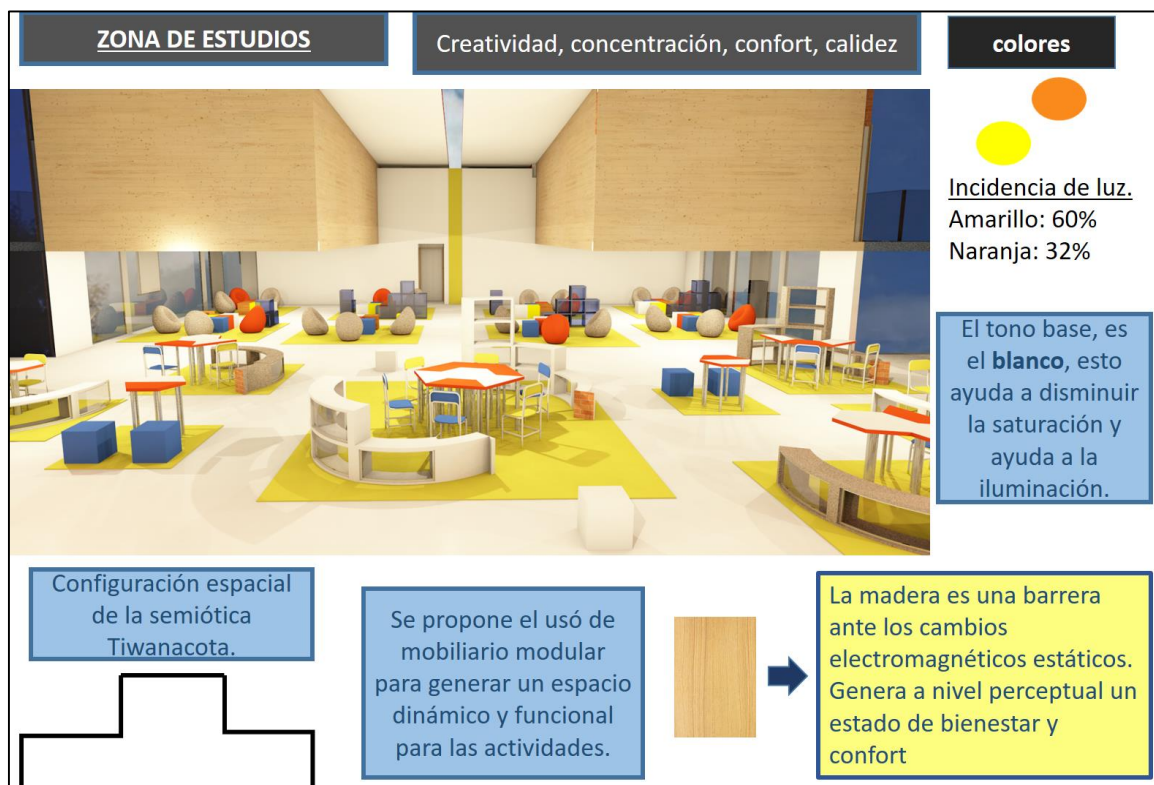 ZONA DE ESTUDIOS
Creatividad, concentración, confort, calidez
colores
Incidencia de luz.
Amarillo: 60%
Naranja: 32%
El tono base, es
el blanco, esto
ayuda a disminuir
la saturación y
ayuda a la
iluminación.
Configuración espacial
de la semiótica
Tiwanacota.
Se propone el usó de
mobiliario modular
para generar un espacio
dinámico y funcional
para las actividades.
La madera es una barrera
ante los cambios
electromagnéticos estáticos.
Genera a nivel perceptual un
estado de bienestar y
confort